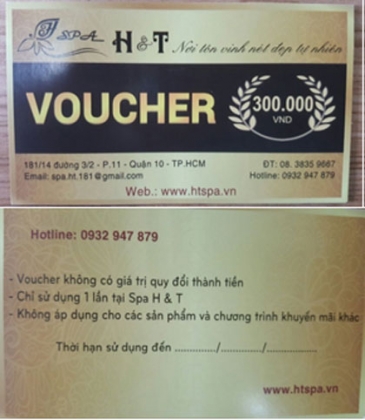 SPA H & T Nơi tôn vinh nét đẹp tự nhiên
VOUCHER 300.000
VND
181/14 đường 3/2 - P.11 - Quận 10 - TP.HCM ĐT: 08. 3835 9667
Email: spa.ht.181@gmail.com Hotline: 0932 947 879
Web.: www.htspa.vn
Hotline: 0932 947 879
- Voucher không có giá trị quy đổi thành tiền
- Chỉ sử dụng 1 lần tại Spa H & T
- Không áp dụng cho các sản phẩm và chương trình khuyến mãi khác
Thời hạn sử dụng đến ............/............/..............
www.htspa.vn